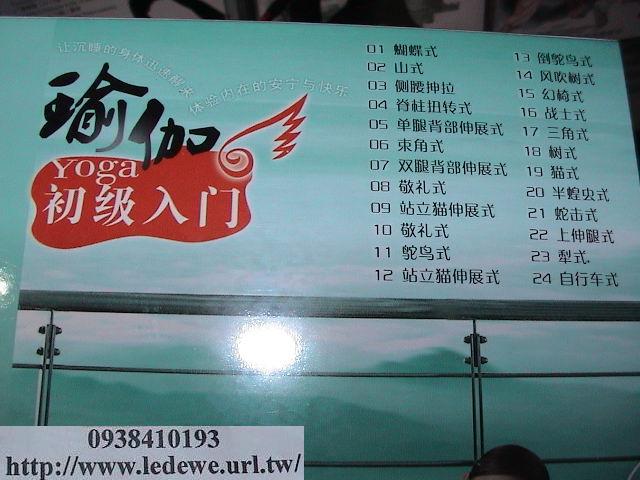 让沉睡的身体迅速醒来
体验内在的安宁与快乐
瑜伽
Yoga
初级入门
01 蝴蝶式
02 山式
03 侧腰抻拉
04 脊柱扭转式
05 单腿背部伸展式
06 束角式
07 双腿背部伸展式
08 敬礼式
09 站立猫伸展式
10 敬礼式
11 鸵鸟式
12 站立猫伸展式
13 倒鸵鸟式
14 风吹树式
15 幻椅式
16 战士式
17 三角式
18 树式
19 猫式
20 半蝗虫式
21 蛇击式
22 上伸腿式
23 犁式
24 自行车式
0938410193
http://www.ledewe.url.tw/